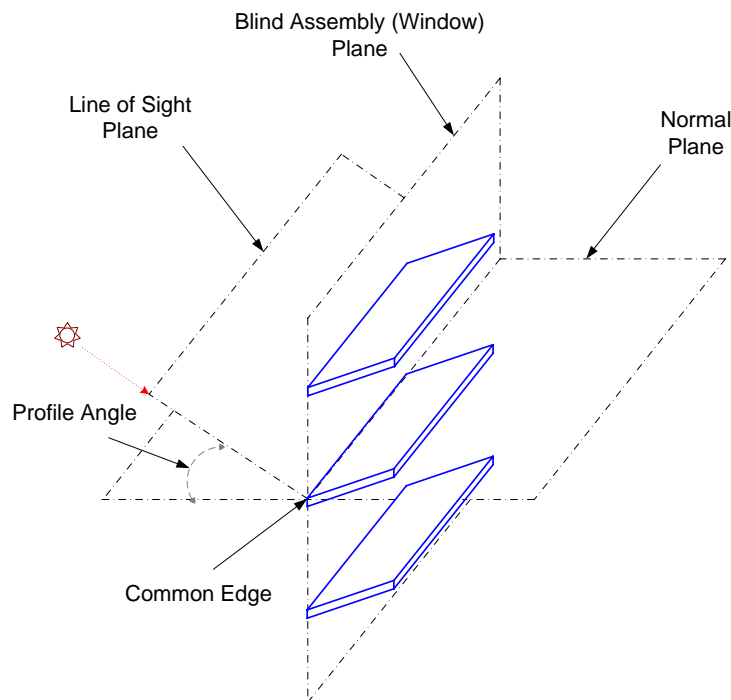 Blind Assembly (Window)
Plane
Line of Sight
Plane
Normal
Plane
Profile Angle
Common Edge